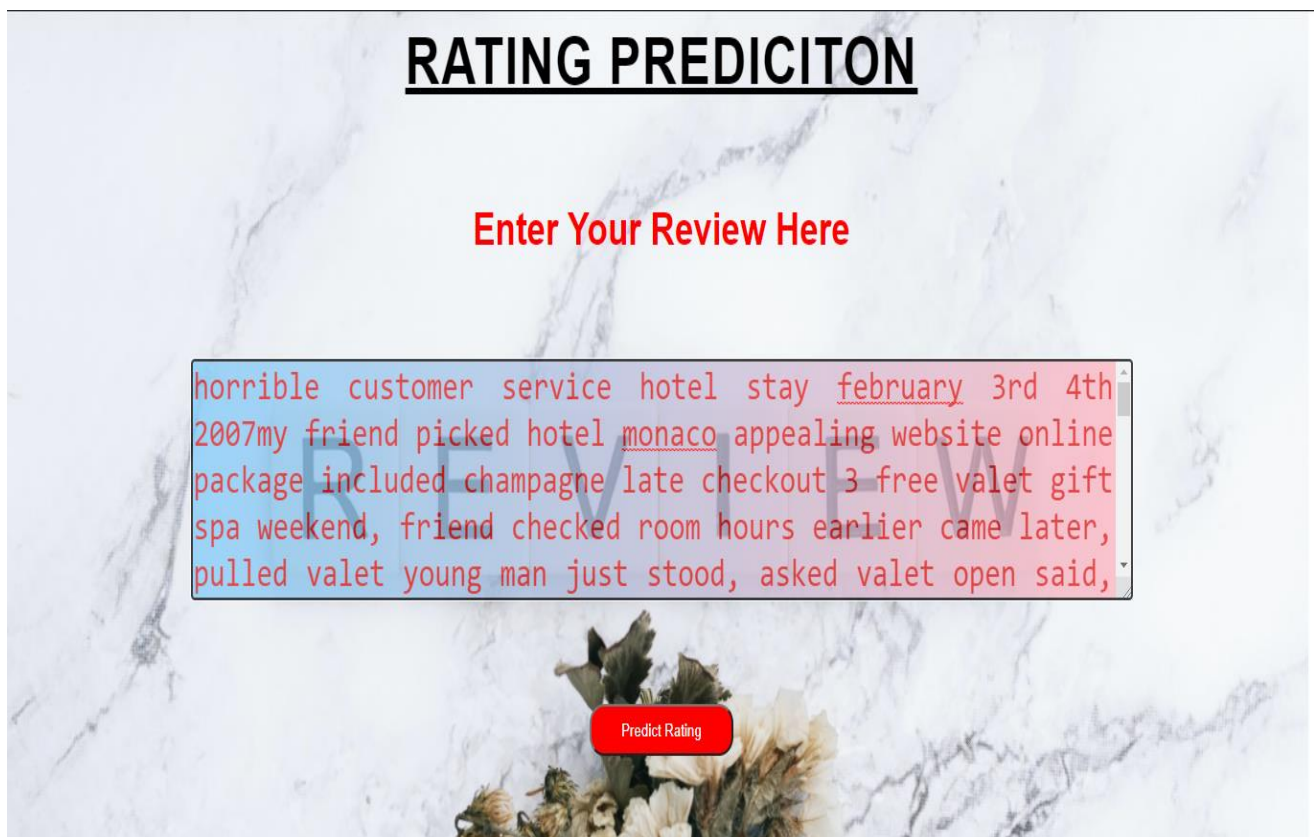 RATING PREDICITON
Enter Your Review Here
horrible customer service hotel stay february 3rd 4th
2007my friend picked hotel monaco appealing website online
package included champagne late checkout 3 free valet gift
spa weekend, friend checked room hours earlier came later,
pulled valet young man just stood, asked valet open said,
REVIEW
Predict Rating